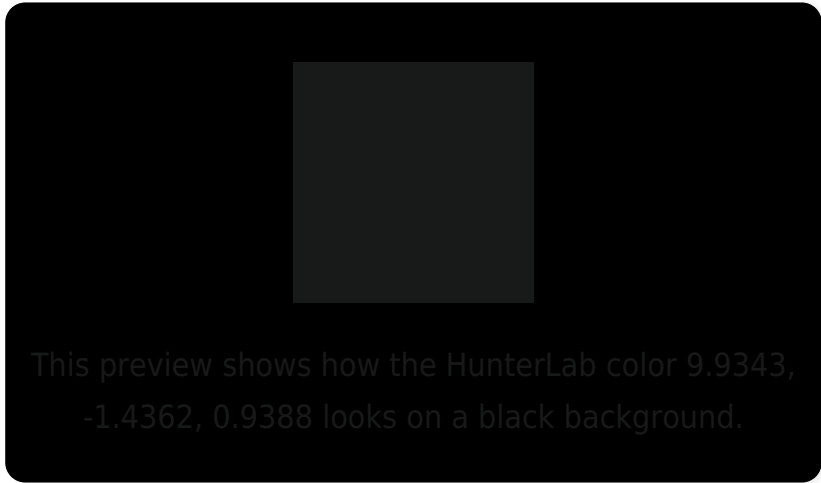 This preview shows how the HunterLab color 9.9343,
-1.4362, 0.9388 looks on a black background.